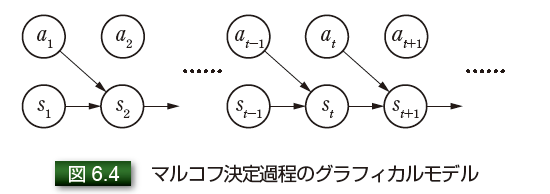 a1 a2 at−1 at at+1
...... ......
s1 s2 st−1 st st+1
図 6.4 マルコフ決定過程のグラフィカルモデル